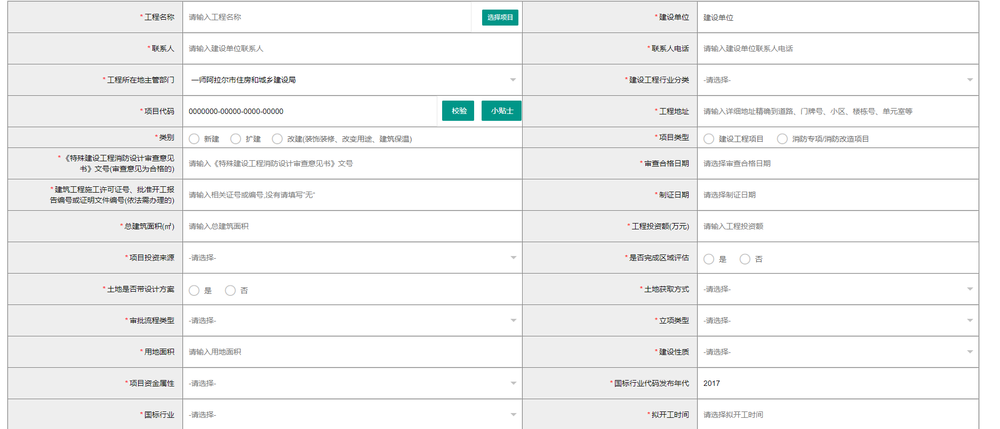 *工程名称 请输入工程名称 选择项目 *建设单位 建设单位
*联系人 请输入建设单位联系人 *联系人电话 请输入建设单位联系人电话
*工程所在地主管部门 一师阿拉尔市住房和城乡建设局 *建设工程行业分类 -请选择-
*项目代码 0000000-00000-0000-00000 校验 小贴士 *工程地址 请输入详细地址精确到道路、门牌号、小区、楼栋号、单元室等
*类别 新建 扩建 改建(装饰装修、改变用途、建筑保温) *项目类型 建设工程项目 消防专项/消防改造项目
*《特殊建设工程消防设计审查意见
书》文号(审查意见为合格的) 请输入《特殊建设工程消防设计审查意见书》文号 *审查合格日期 请选择审查合格日期
*建筑工程施工许可证号、批准开工报
告编号或证明文件编号(依法需办理的) 请输入相关证号或编号,没有请填写”无“ *制证日期 请选择制证日期
*总建筑面积(㎡) 请输入总建筑面积 *工程投资额(万元) 请输入工程投资额
*项目投资来源 -请选择- *是否完成区域评估 是 否
*土地是否带设计方案 是 否 *土地获取方式 -请选择-
*审批流程类型 -请选择- *立项类型 -请选择-
*用地面积 请输入用地面积 *建设性质 -请选择-
*项目资金属性 -请选择- *国标行业代码发布年代 2017
*国标行业 -请选择- *拟开工时间 请选择拟开工时间